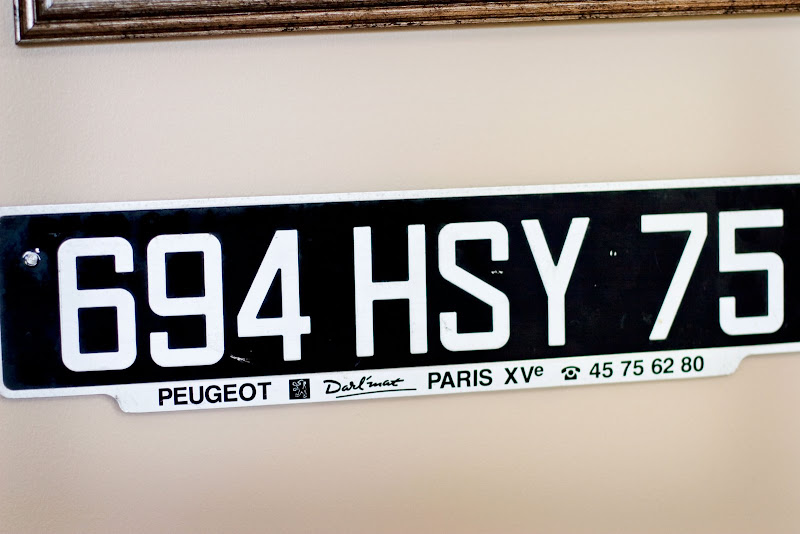 694 HSY 75
PEUGEOT Darl'mat PARIS XVe ☎ 45 75 62 80